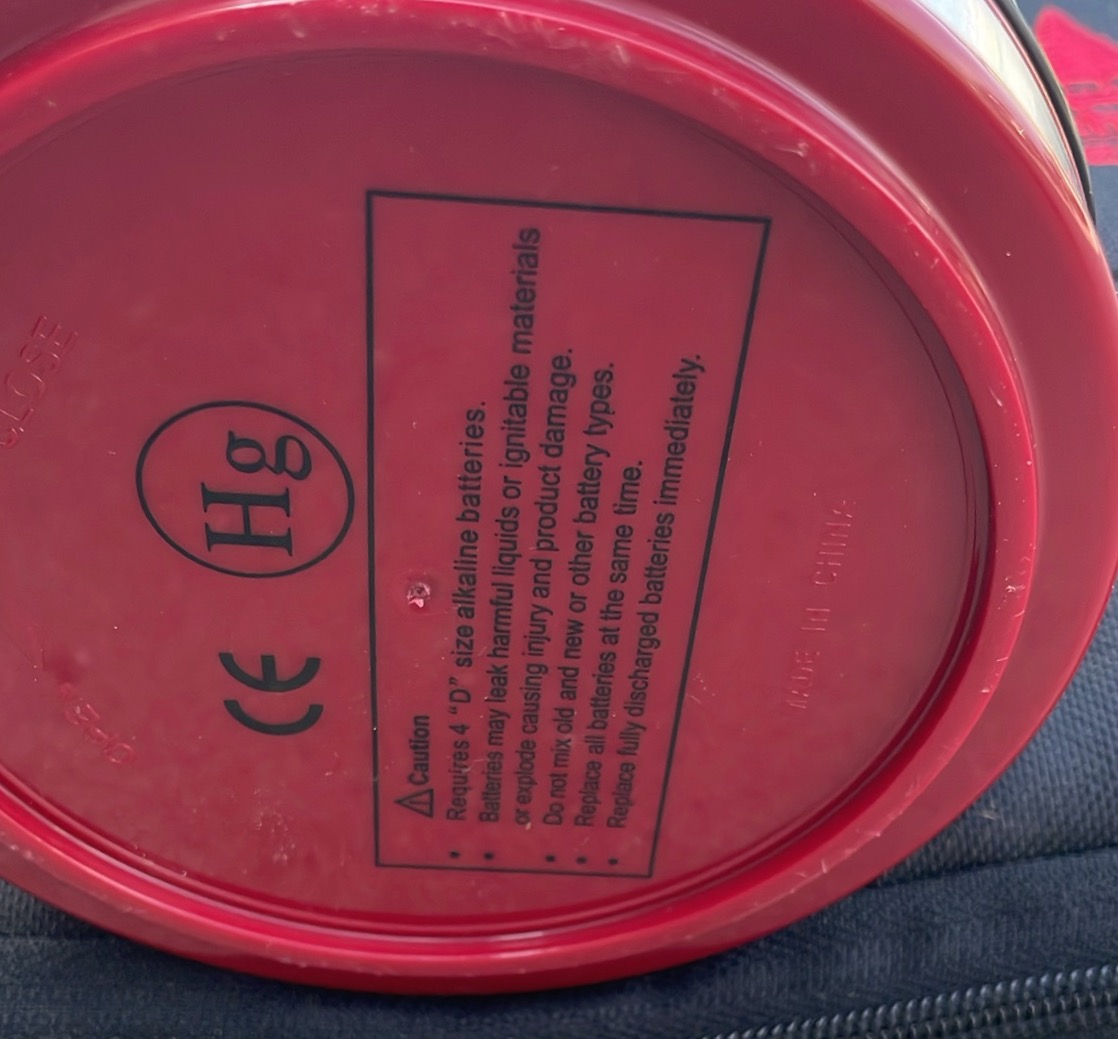 CLOSE
OPEN
CE
Hg
Caution
• Requires 4 “D” size alkaline batteries.
• Batteries may leak harmful liquids or ignitable materials
or explode causing injury and product damage.
• Do not mix old and new or other battery types.
• Replace all batteries at the same time.
• Replace fully discharged batteries immediately.
MADE IN CHINA